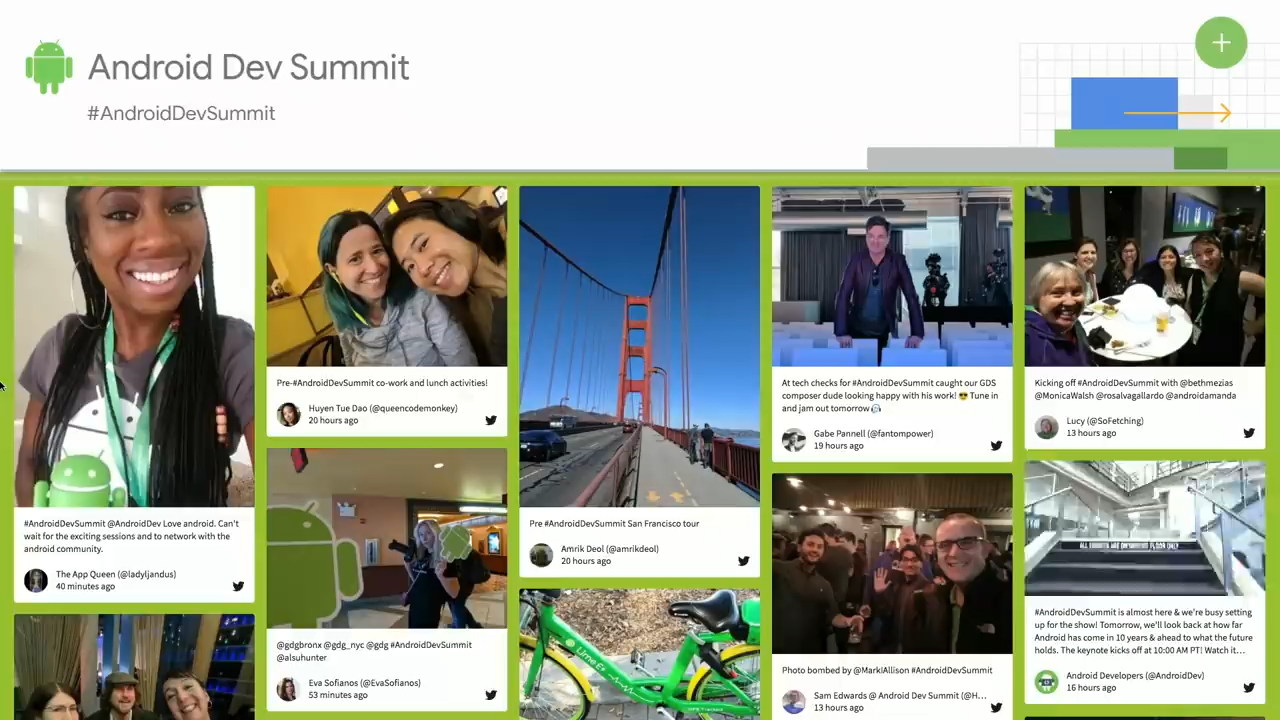 Android Dev Summit
#AndroidDevSummit
#AndroidDevSummit @AndroidDev Love android. Can't
wait for the exciting sessions and to network with the
android community.
The App Queen (@ladyljandus)
40 minutes ago
Pre-#AndroidDevSummit co-work and lunch activities!
Huyen Tue Dao (@queencodemonkey)
20 hours ago
@gdgbronx @gdg_nyc @gdg #AndroidDevSummit
@alsuhunter
Eva Sofianos (@EvaSofianos)
53 minutes ago
Pre #AndroidDevSummit San Francisco tour
Amrik Deol (@amrikdeol)
20 hours ago
Lime-E
At tech checks for #AndroidDevSummit caught our GDS
composer dude looking happy with his work! 😎 Tune in
and jam out tomorrow 🎧
Gabe Pannell (@fantompower)
19 hours ago
Photo bombed by @MarkIAllison #AndroidDevSummit
Sam Edwards @ Android Dev Summit (@H...
13 hours ago
Kicking off #AndroidDevSummit with @bethmezias
@MonicaWalsh @rosalvagallardo @androidamanda
Lucy (@SoFetching)
13 hours ago
#AndroidDevSummit is almost here & we're busy setting
up for the show! Tomorrow, we'll look back at how far
Android has come in 10 years & ahead to what the future
holds. The keynote kicks off at 10:00 AM PT! Watch it...
Android Developers (@AndroidDev)
16 hours ago